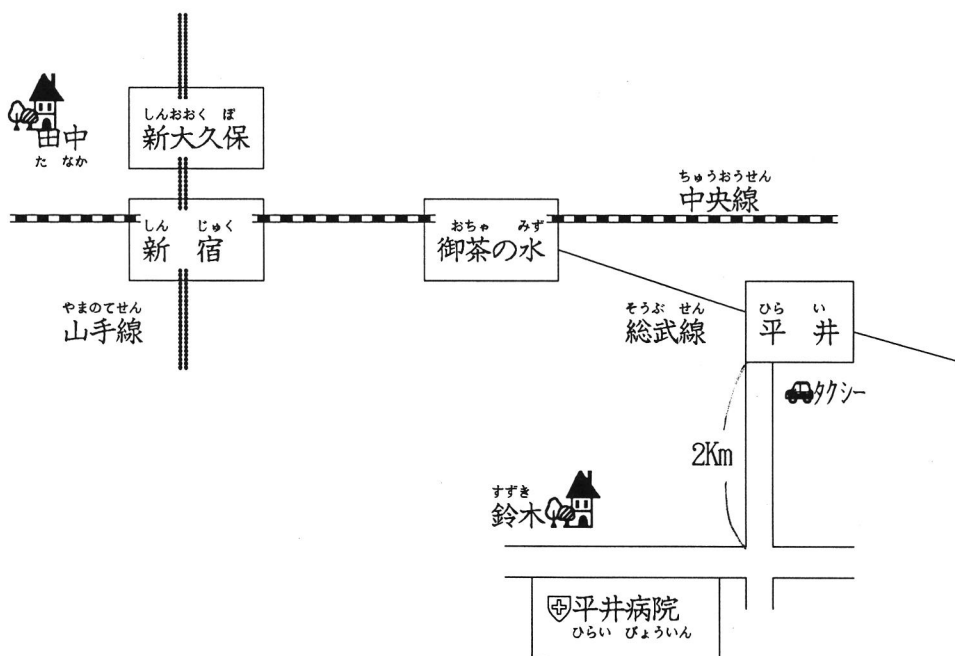 しんおおく ぼ
新大久保
田中
た なか
ちゅうおうせん
中央線
しん じゅく
新 宿
おちゃ みず
御茶の水
やまのてせん
山手線
そうぶ せん
総武線
ひら い
平 井
タクシー
2Km
すずき
鈴木
平井病院
ひらい びょういん